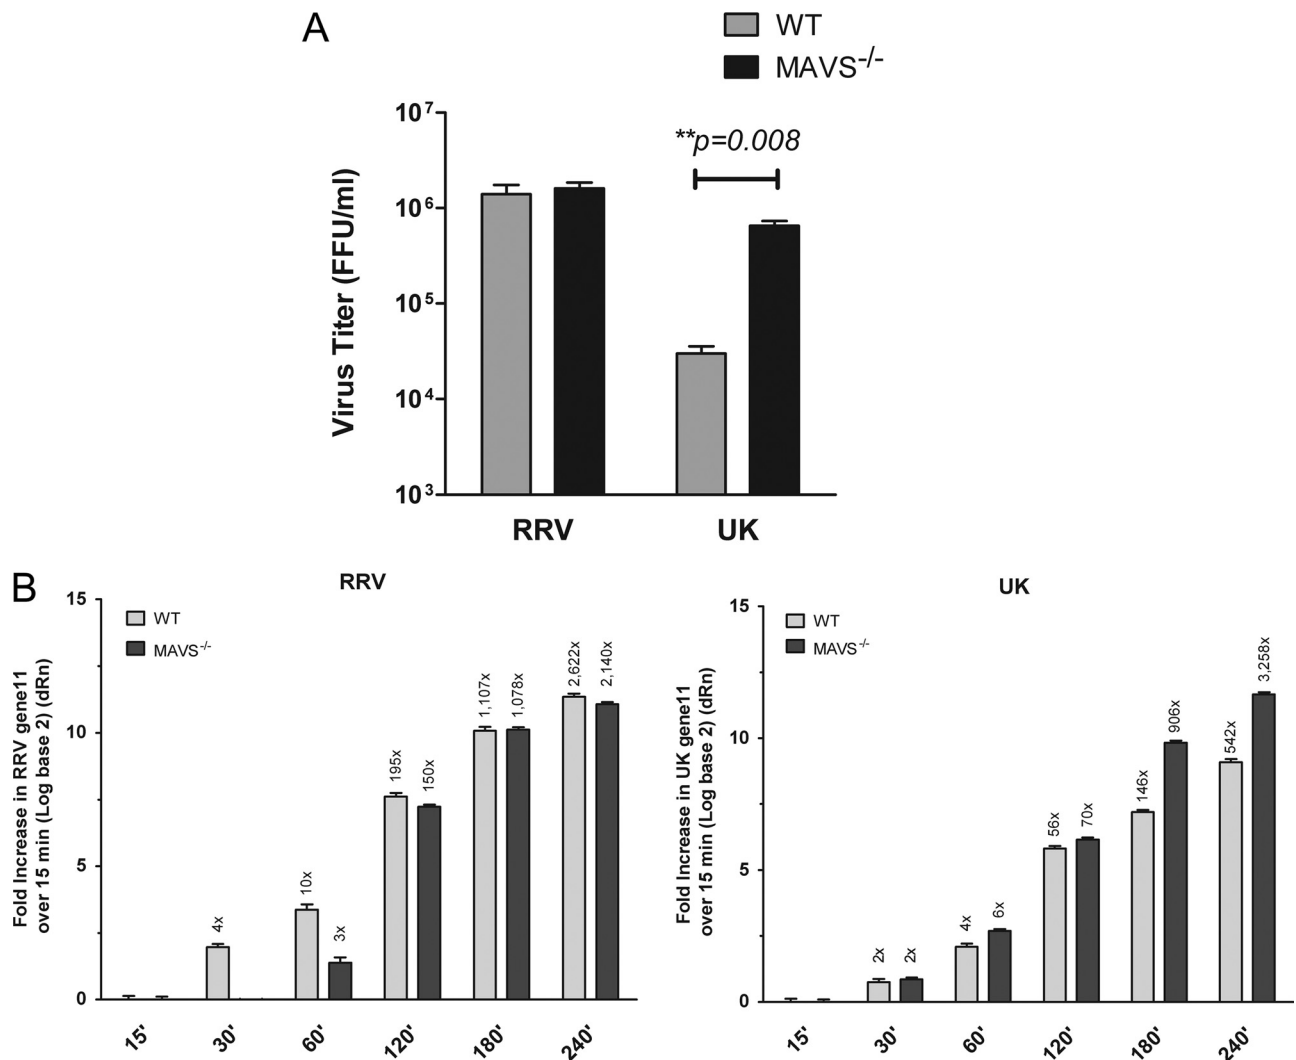 A
WT
MAVS-/-
Virus Titer (FFU/ml)
10^7
10^6
10^5
10^4
10^3
**p=0.008
RRV
UK
B
RRV
WT
MAVS-/-
Fold Increase in RRV gene11
over 15 min (Log base 2) (dRn)
15
10
5
0
4x
10x
3x
195x
150x
1,107x
1,078x
2,622x
2,140x
15'
30'
60'
120'
180'
240'
UK
WT
MAVS-/-
Fold Increase in UK gene11
over 15 min (Log base 2) (dRn)
15
10
5
0
2x
2x
4x
6x
56x
70x
146x
906x
542x
3,258x
15'
30'
60'
120'
180'
240'